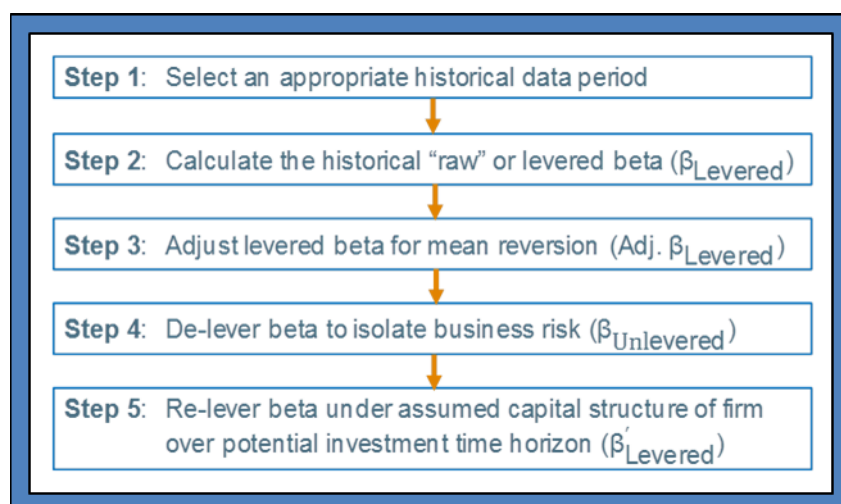 Step 1: Select an appropriate historical data period
Step 2: Calculate the historical “raw” or levered beta (βLevered)
Step 3: Adjust levered beta for mean reversion (Adj. βLevered)
Step 4: De-lever beta to isolate business risk (βUnlevered)
Step 5: Re-lever beta under assumed capital structure of firm
over potential investment time horizon (β′Levered)